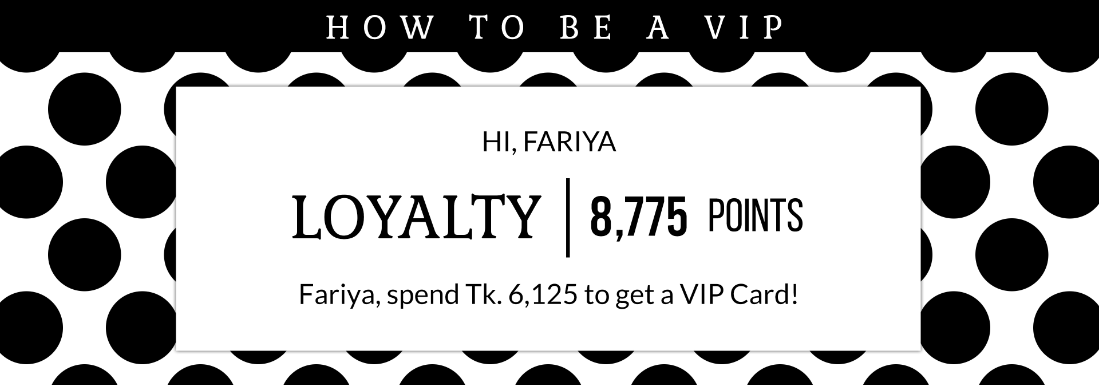 HOW TO BE A VIP
HI, FARIYA
LOYALTY | 8,775 POINTS
Fariya, spend Tk. 6,125 to get a VIP Card!